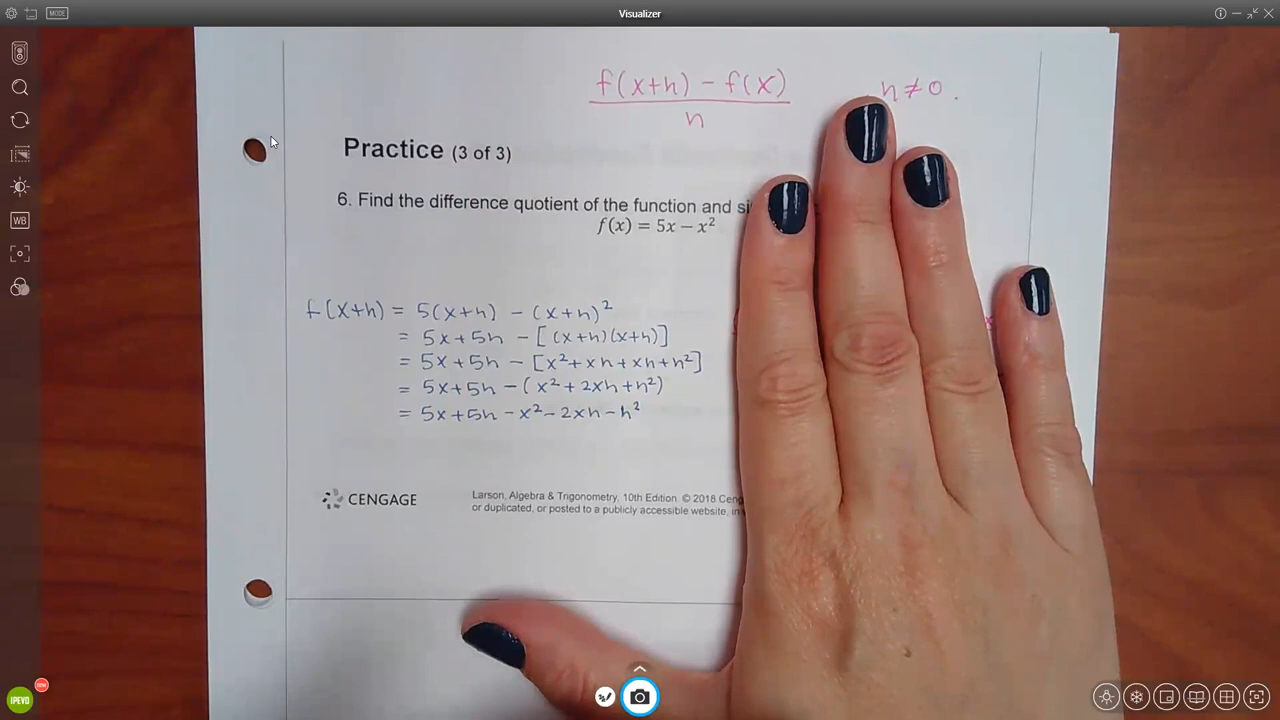 MODE
Visualizer
f(x+h) - f(x)
h
h ≠ 0.
Practice (3 of 3)
6. Find the difference quotient of the function and
f(x) = 5x − x²
f(x+h) = 5(x+h) - (x+h)²
= 5x+5h - [(x+h)(x+h)]
= 5x+5h - [x²+xh+xh+h²]
= 5x+5h - (x²+2xh+h²)
= 5x+5h - x² - 2xh - h²
CENGAGE
Larson, Algebra & Trigonometry, 10th Edition. © 2018
or duplicated, or posted to a publicly accessible website, in
WB
IPEVO
new